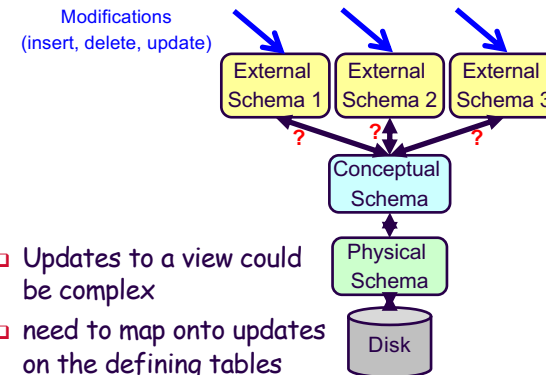 Modifications
(insert, delete, update)
External
Schema 1
External
Schema 2
External
Schema 3
?
?
?
Conceptual
Schema
Physical
Schema
Disk
Updates to a view could
be complex
need to map onto updates
on the defining tables